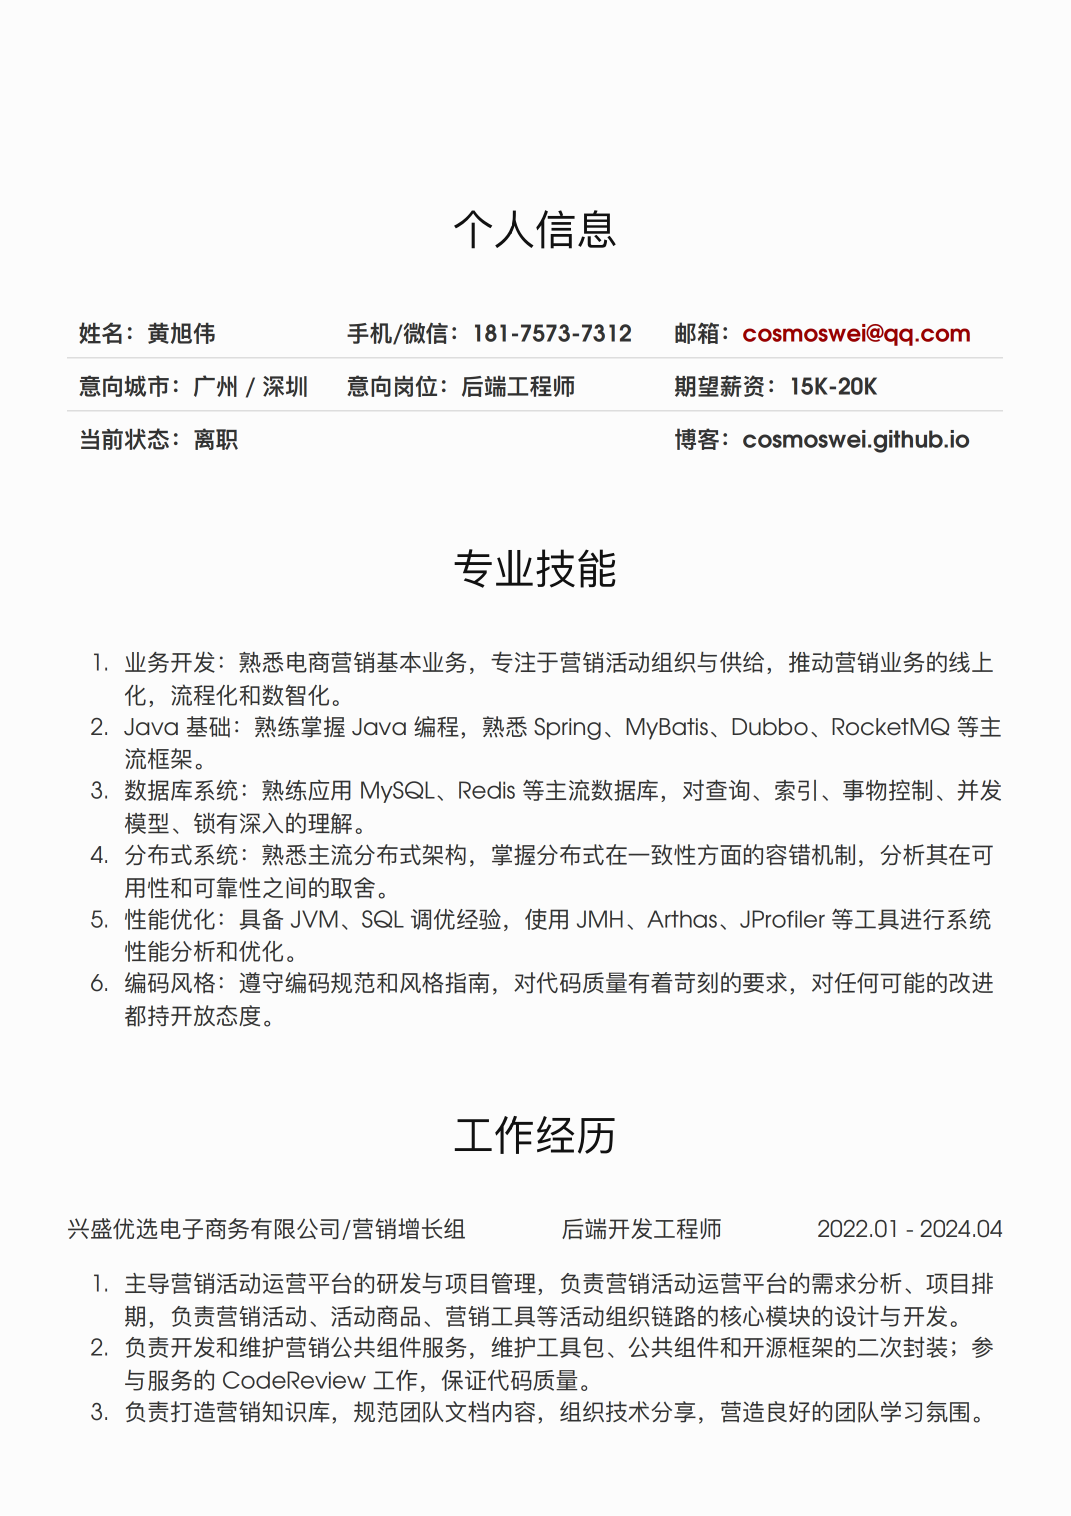 个人信息
姓名：黄旭伟 手机/微信：181-7573-7312 邮箱：cosmoswei@qq.com
意向城市：广州 / 深圳 意向岗位：后端工程师 期望薪资：15K-20K
当前状态：离职 博客：cosmoswei.github.io
专业技能
1. 业务开发：熟悉电商营销基本业务，专注于营销活动组织与供给，推动营销业务的线上
化，流程化和数智化。
2. Java 基础：熟练掌握 Java 编程，熟悉 Spring、MyBatis、Dubbo、RocketMQ 等主
流框架。
3. 数据库系统：熟练应用 MySQL、Redis 等主流数据库，对查询、索引、事物控制、并发
模型、锁有深入的理解。
4. 分布式系统：熟悉主流分布式架构，掌握分布式在一致性方面的容错机制，分析其在可
用性和可靠性之间的取舍。
5. 性能优化：具备 JVM、SQL 调优经验，使用 JMH、Arthas、JProfiler 等工具进行系统
性能分析和优化。
6. 编码风格：遵守编码规范和风格指南，对代码质量有着苛刻的要求，对任何可能的改进
都持开放态度。
工作经历
兴盛优选电子商务有限公司/营销增长组 后端开发工程师 2022.01 - 2024.04
1. 主导营销活动运营平台的研发与项目管理，负责营销活动运营平台的需求分析、项目排
期，负责营销活动、活动商品、营销工具等活动组织链路的核心模块的设计与开发。
2. 负责开发和维护营销公共组件服务，维护工具包、公共组件和开源框架的二次封装；参
与服务的 CodeReview 工作，保证代码质量。
3. 负责打造营销知识库，规范团队文档内容，组织技术分享，营造良好的团队学习氛围。